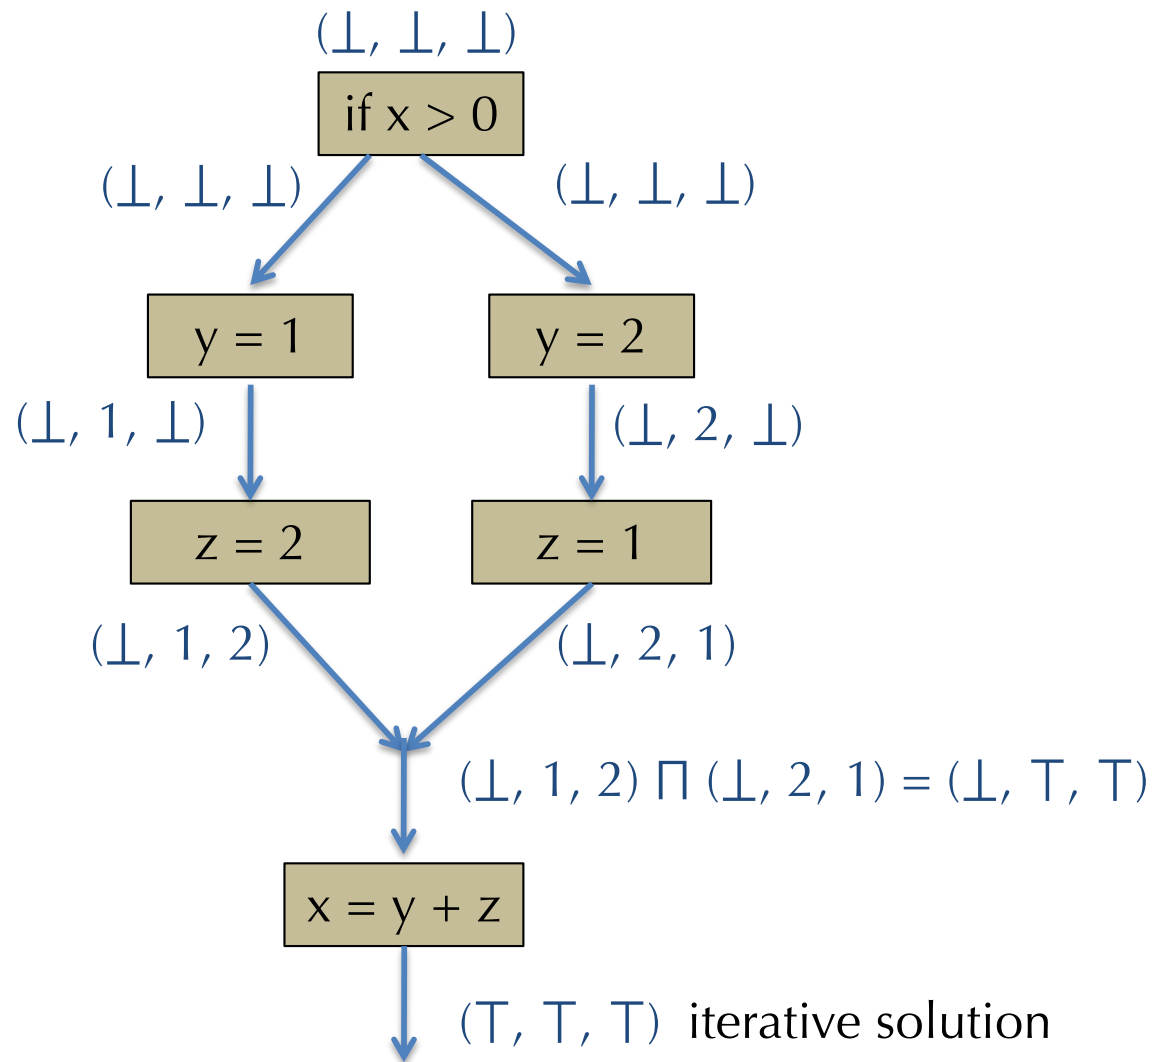 (⊥, ⊥, ⊥)
if x > 0
(⊥, ⊥, ⊥) (⊥, ⊥, ⊥)
y = 1 y = 2
(⊥, 1, ⊥) (⊥, 2, ⊥)
z = 2 z = 1
(⊥, 1, 2) (⊥, 2, 1)
(⊥, 1, 2) ⊓ (⊥, 2, 1) = (⊥, ⊤, ⊤)
x = y + z
(⊤, ⊤, ⊤) iterative solution